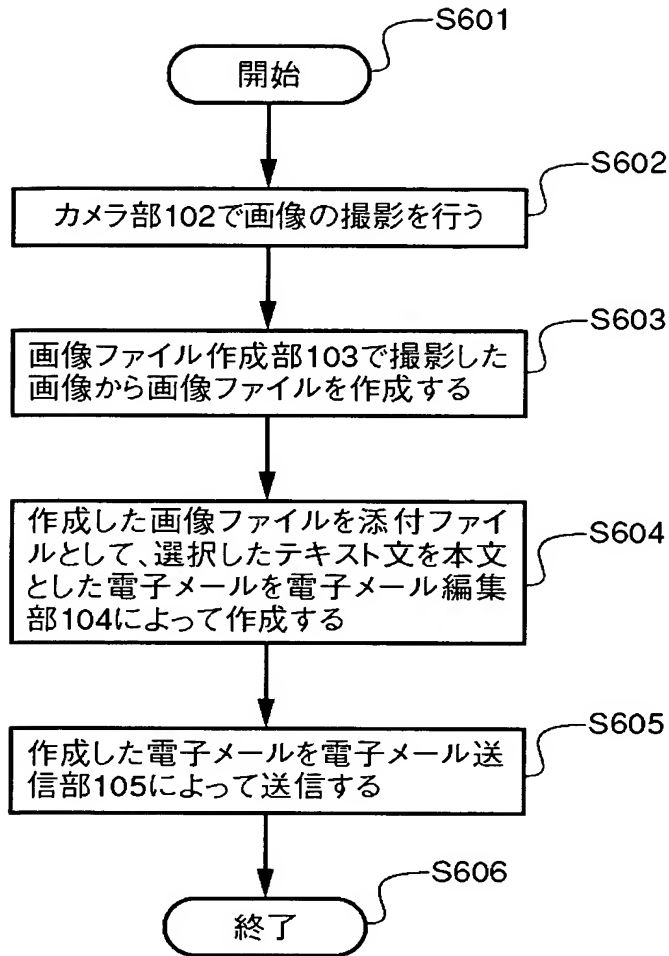 S601
開始
S602
カメラ部102で画像の撮影を行う
S603
画像ファイル作成部103で撮影した
画像から画像ファイルを作成する
S604
作成した画像ファイルを添付ファイ
ルとして、選択したテキスト文を本文
とした電子メールを電子メール編集
部104によって作成する
S605
作成した電子メールを電子メール送
信部105によって送信する
S606
終了